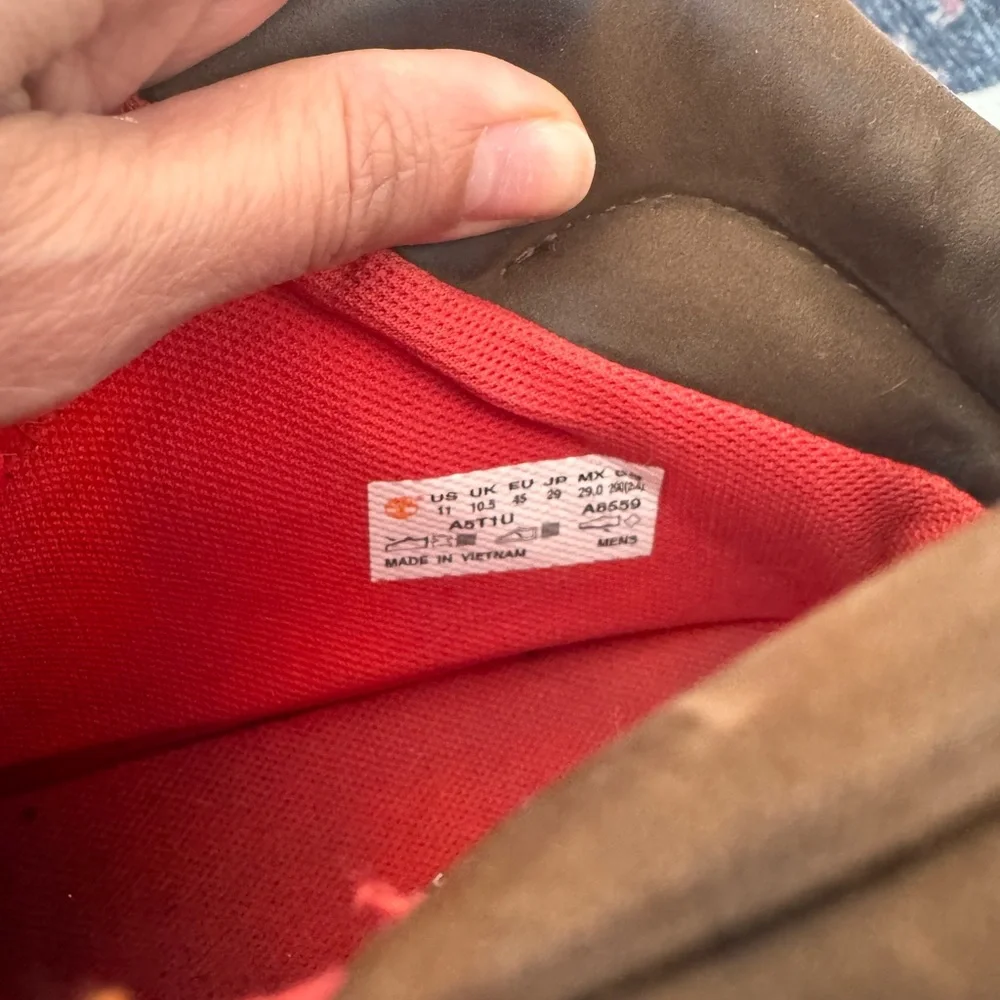 US UK EU JP MX
11 10.5 45 29 29.0
A5T1U A6559
MADE IN VIETNAM MENS